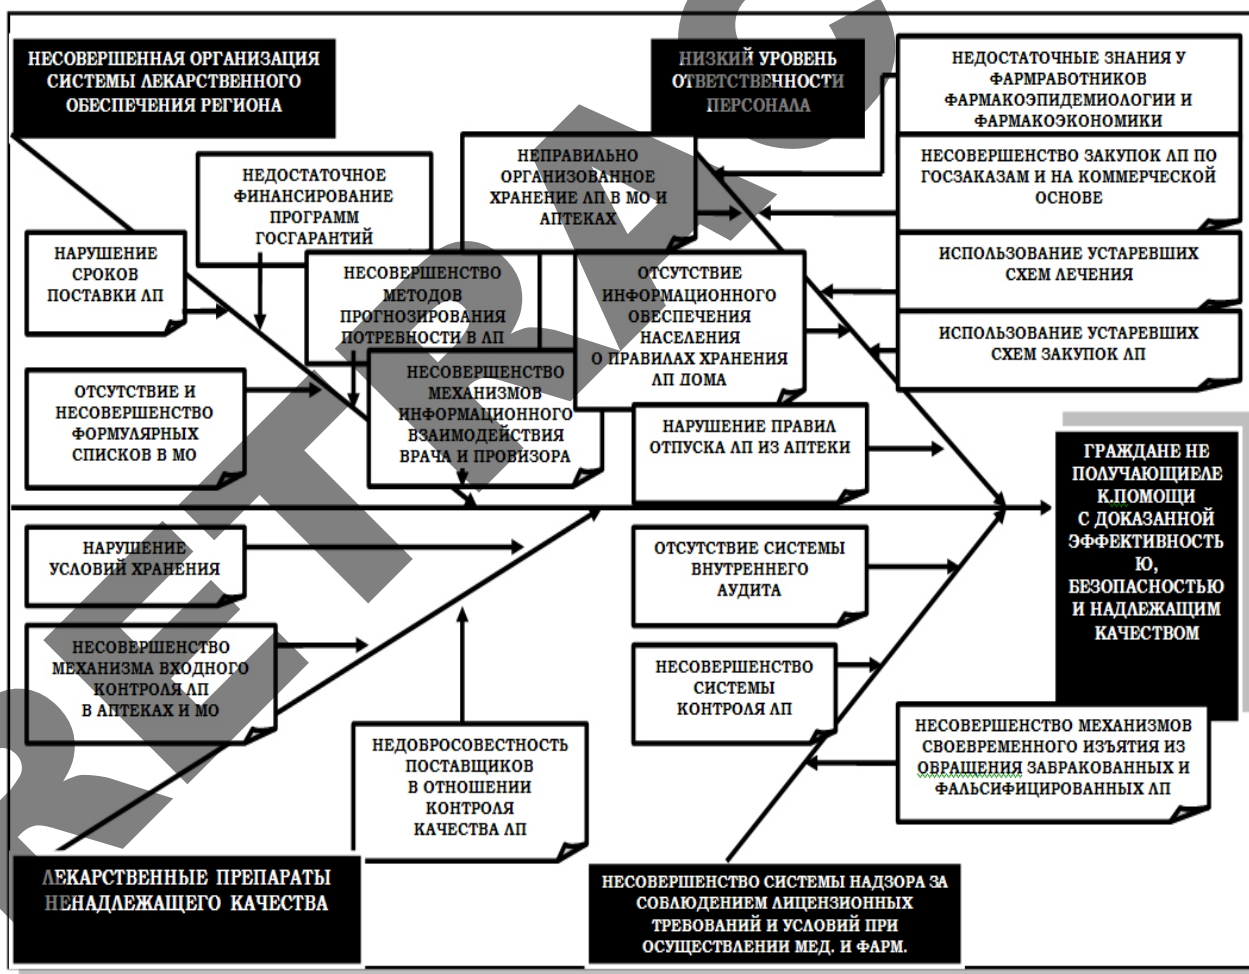 НЕСОВЕРШЕННАЯ ОРГАНИЗАЦИЯ
СИСТЕМЫ ЛЕКАРСТВЕННОГО
ОБЕСПЕЧЕНИЯ РЕГИОНА
НИЗКИЙ УРОВЕНЬ
ОТВЕТСТВЕННОСТИ
ПЕРСОНАЛА
НЕДОСТАТОЧНЫЕ ЗНАНИЯ У
ФАРМРАБОТНИКОВ
ФАРМАКОЭПИДЕМИОЛОГИИ И
ФАРМАКОЭКОНОМИКИ
НЕСОВЕРШЕНСТВО ЗАКУПОК ЛП ПО
ГОСЗАКАЗАМ И НА КОММЕРЧЕСКОЙ
ОСНОВЕ
ИСПОЛЬЗОВАНИЕ УСТАРЕВШИХ
СХЕМ ЛЕЧЕНИЯ
ИСПОЛЬЗОВАНИЕ УСТАРЕВШИХ
СХЕМ ЗАКУПОК ЛП
НЕДОСТАТОЧНОЕ
ФИНАНСИРОВАНИЕ
ПРОГРАММ
ГОСГАРАНТИЙ
НЕПРАВИЛЬНО
ОРГАНИЗОВАННОЕ
ХРАНЕНИЕ ЛП В МО И
АПТЕКАХ
НАРУШЕНИЕ
СРОКОВ
ПОСТАВКИ ЛП
НЕСОВЕРШЕНСТВО
МЕТОДОВ
ПРОГНОЗИРОВАНИЯ
ПОТРЕБНОСТИ В ЛП
ОТСУТСТВИЕ
ИНФОРМАЦИОННОГО
ОБЕСПЕЧЕНИЯ
НАСЕЛЕНИЯ
О ПРАВИЛАХ ХРАНЕНИЯ
ЛП ДОМА
ОТСУТСТВИЕ И
НЕСОВЕРШЕНСТВО
ФОРМУЛЯРНЫХ
СПИСКОВ В МО
НЕСОВЕРШЕНСТВО
МЕХАНИЗМОВ
ИНФОРМАЦИОННОГО
ВЗАИМОДЕЙСТВИЯ
ВРАЧА И ПРОВИЗОРА
НАРУШЕНИЕ ПРАВИЛ
ОТПУСКА ЛП ИЗ АПТЕКИ
ГРАЖДАНЕ НЕ
ПОЛУЧАЮЩИЕЛЕ
К.ПОМОЩИ
С ДОКАЗАННОЙ
ЭФФЕКТИВНОСТЬ
Ю,
БЕЗОПАСНОСТЬЮ
И НАДЛЕЖАЩИМ
КАЧЕСТВОМ
НАРУШЕНИЕ
УСЛОВИЙ ХРАНЕНИЯ
ОТСУТСТВИЕ СИСТЕМЫ
ВНУТРЕННЕГО
АУДИТА
НЕСОВЕРШЕНСТВО
МЕХАНИЗМА ВХОДНОГО
КОНТРОЛЯ ЛП
В АПТЕКАХ И МО
НЕСОВЕРШЕНСТВО
СИСТЕМЫ
КОНТРОЛЯ ЛП
НЕДОБРОСОВЕСТНОСТЬ
ПОСТАВЩИКОВ
В ОТНОШЕНИИ
КОНТРОЛЯ
КАЧЕСТВА ЛП
НЕСОВЕРШЕНСТВО МЕХАНИЗМОВ
СВОЕВРЕМЕННОГО ИЗЪЯТИЯ ИЗ
ОБРАЩЕНИЯ ЗАБРАКОВАННЫХ И
ФАЛЬСИФИЦИРОВАННЫХ ЛП
ЛЕКАРСТВЕННЫЕ ПРЕПАРАТЫ
НЕНАДЛЕЖАЩЕГО КАЧЕСТВА
НЕСОВЕРШЕНСТВО СИСТЕМЫ НАДЗОРА ЗА
СОБЛЮДЕНИЕМ ЛИЦЕНЗИОННЫХ
ТРЕБОВАНИЙ И УСЛОВИЙ ПРИ
ОСУЩЕСТВЛЕНИИ МЕД. И ФАРМ.
RETRAC